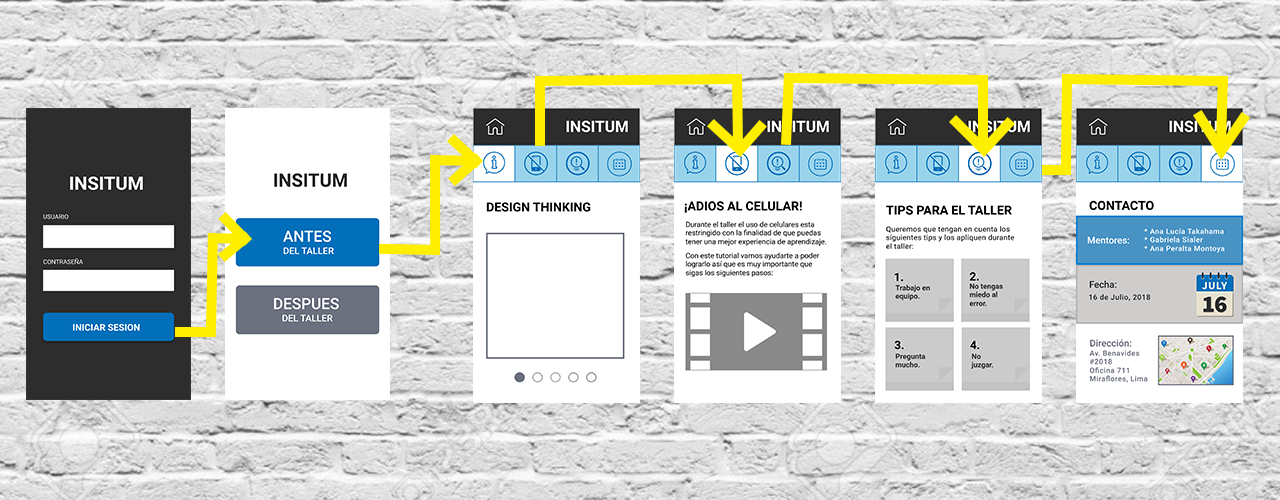 INSITUM
USUARIO
CONTRASEÑA
INICIAR SESION
INSITUM
ANTES
DEL TALLER
DESPUES
DEL TALLER
INSITUM
DESIGN THINKING
INSITUM
¡ADIOS AL CELULAR!
Durante el taller el uso de celulares esta
restringido con la finalidad de que puedas
tener una mejor experiencia de aprendizaje.
Con este tutorial vamos ayudarte a poder
lograrlo así que es muy importante que
sigas los siguientes pasos:
INSITUM
TIPS PARA EL TALLER
Queremos que tengan en cuenta los
siguientes tips y los apliquen durante
el taller:
1.
Trabajo en
equipo.
2.
No tengas
miedo al
error.
3.
Pregunta
mucho.
4.
No
juzgar.
INSITUM
CONTACTO
Mentores:
* Ana Lucía Takahama
* Gabriela Sialer
* Ana Peralta Montoya
Fecha:
16 de Julio, 2018
JULY
16
Dirección:
Av. Benavides
#2018
Oficina 711
Miraflores, Lima